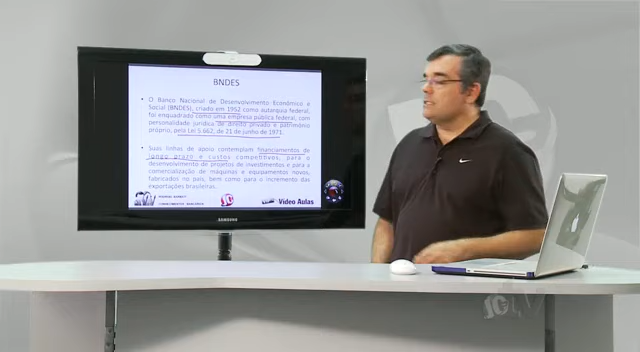 BNDES
• O Banco Nacional de Desenvolvimento Econômico e
Social (BNDES), criado em 1952 como autarquia federal,
foi enquadrado como uma empresa pública federal, com
personalidade jurídica de direito privado e patrimônio
próprio, pela Lei 5.662, de 21 de junho de 1971.
• Suas linhas de apoio contemplam financiamentos de
longo prazo e custos competitivos, para o
desenvolvimento de projetos de investimentos e para a
comercialização de máquinas e equipamentos novos,
fabricados no país, bem como para o incremento das
exportações brasileiras.
Vídeo Aulas
SAMSUNG